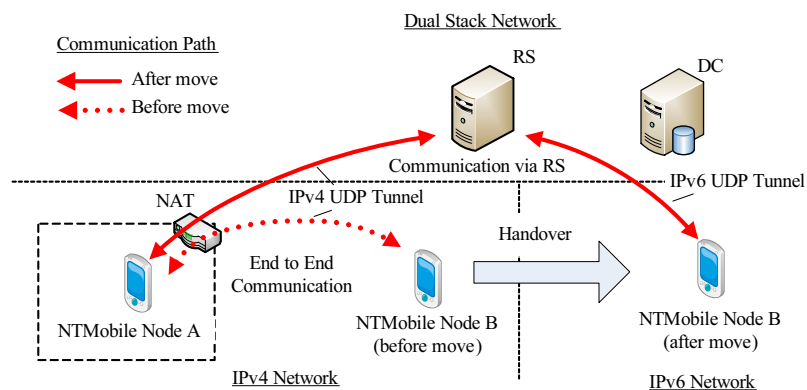 Dual Stack Network
Communication Path
After move
Before move
RS
DC
Communication via RS
NAT
IPv4 UDP Tunnel
IPv6 UDP Tunnel
End to End
Communication
Handover
NTMobile Node A
NTMobile Node B
(before move)
NTMobile Node B
(after move)
IPv4 Network
IPv6 Network